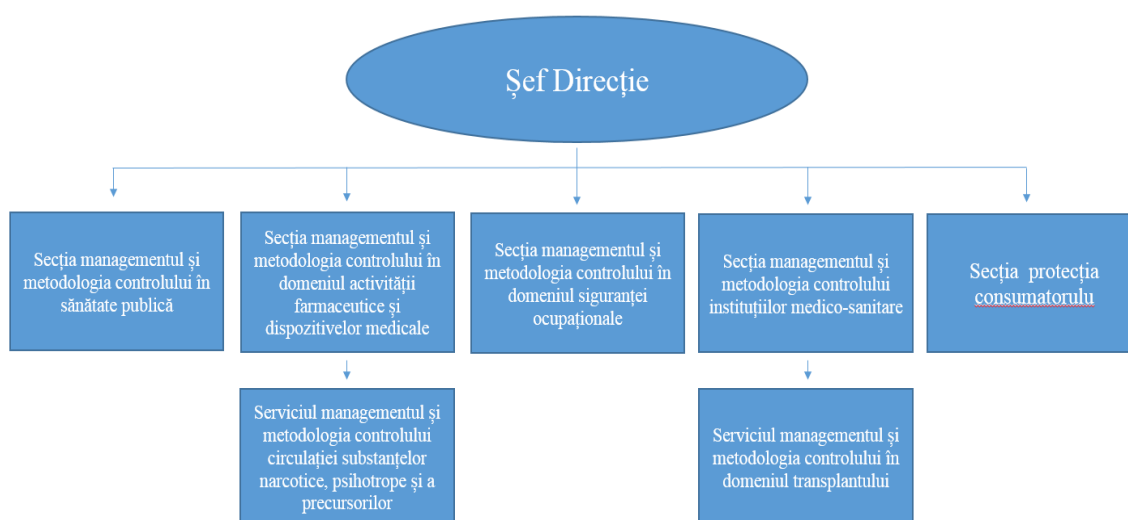 Șef Direcție
Secția managementul și
metodologia controlului în
sănătate publică
Secția managementul și
metodologia controlului în
domeniul activității
farmaceutice și
dispozitivelor medicale
Secția managementul și
metodologia controlului în
domeniul siguranței
ocupaționale
Secția managementul și
metodologia controlului
instituțiilor medico-sanitare
Secția protecția
consumatorulu
Serviciul managementul și
metodologia controlului
circulației substanțelor
narcotice, psihotrope și a
precursorilor
Serviciul managementul și
metodologia controlului în
domeniul transplantului